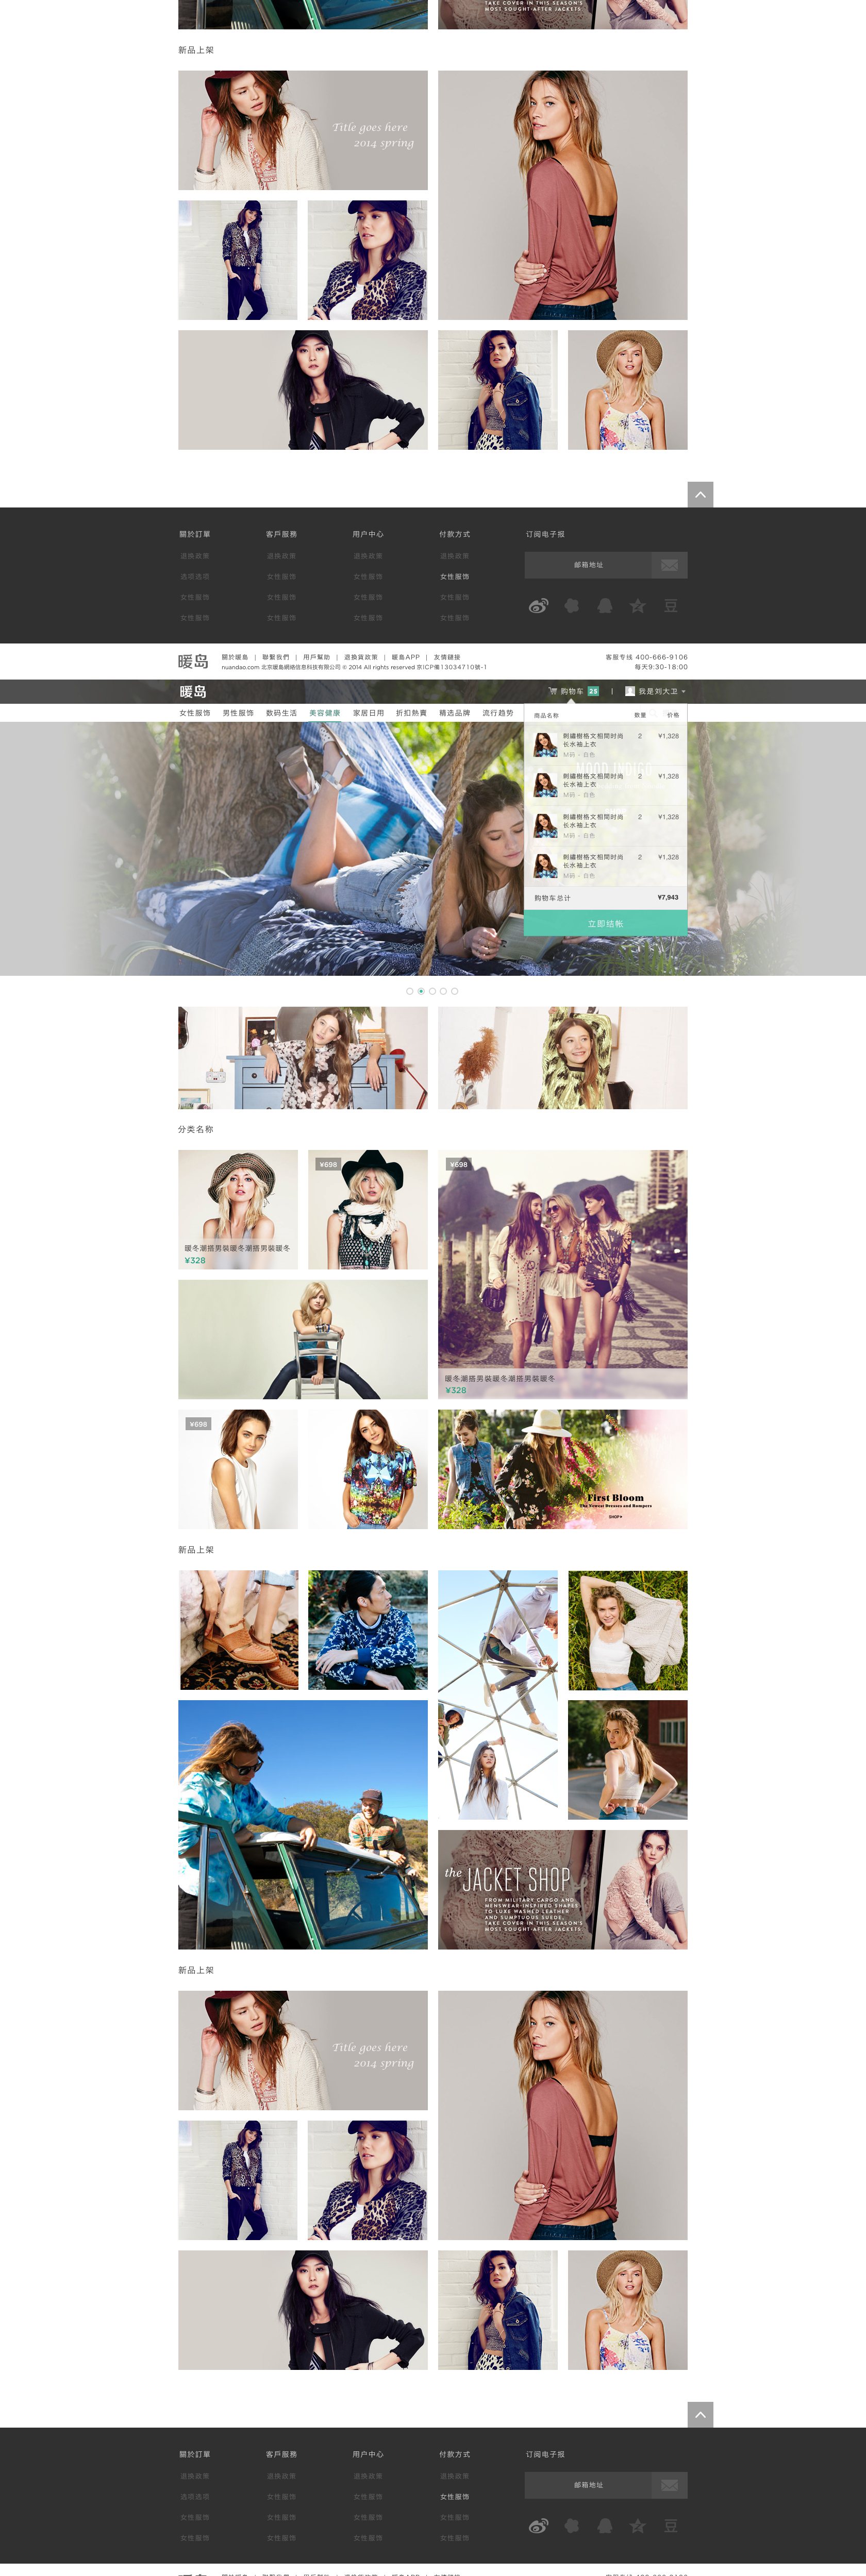 TAKE COVER IN THIS SEASON'S
MOST SOUGHT-AFTER JACKETS
新品上架
Title goes here
2014 spring
關於訂單
客戶服務
用户中心
付款方式
订阅电子报
退换政策
退換政策
退換政策
退換政策
邮箱地址
选项选项
女性服饰
女性服饰
女性服饰
女性服饰
女性服饰
女性服饰
女性服饰
女性服饰
女性服饰
女性服饰
女性服饰
暖岛
關於暖島 | 聯繫我們 | 用戶幫助 | 退換貨政策 | 暖島APP | 友情鏈接
nuandao.com 北京暖島網絡信息科技有限公司 © 2014 All rights reserved 京ICP備13034710號-1
客服专线 400-666-9106
每天9:30-18:00
暖岛
购物车 25 | 我是刘大卫
女性服饰 男性服饰 数码生活 美容健康 家居日用 折扣熱賣 精选品牌 流行趋势
商品名称 数量 价格
刺繡樹格文相間时尚 2 ¥1,328
长水袖上衣
M码 - 白色
MOOD INDIGO
刺繡樹格文相間时尚 2 ¥1,328
长水袖上衣
M码 - 白色
刺繡樹格文相間时尚 2 ¥1,328
长水袖上衣
M码 - 白色
刺繡樹格文相間时尚 2 ¥1,328
长水袖上衣
M码 - 白色
购物车总计 ¥7,943
立即结帐
分类名称
¥698
¥698
暖冬潮搭男裝暖冬潮搭男裝暖冬
¥328
暖冬潮搭男裝暖冬潮搭男裝暖冬
¥328
¥698
First Bloom
The Newest Dresses and Rompers
SHOP
新品上架
the JACKET SHOP
FROM MILITARY CARGO AND
MENSWEAR-INSPIRED SHAPES
TO LUXE WASHED LEATHER
AND SUMPTUOUS SUEDE,
TAKE COVER IN THIS SEASON'S
MOST SOUGHT-AFTER JACKETS
新品上架
Title goes here
2014 spring
關於訂單
客戶服務
用户中心
付款方式
订阅电子报
退换政策
退換政策
退換政策
退換政策
邮箱地址
选项选项
女性服饰
女性服饰
女性服饰
女性服饰
女性服饰
女性服饰
女性服饰
女性服饰
女性服饰
女性服饰
女性服饰